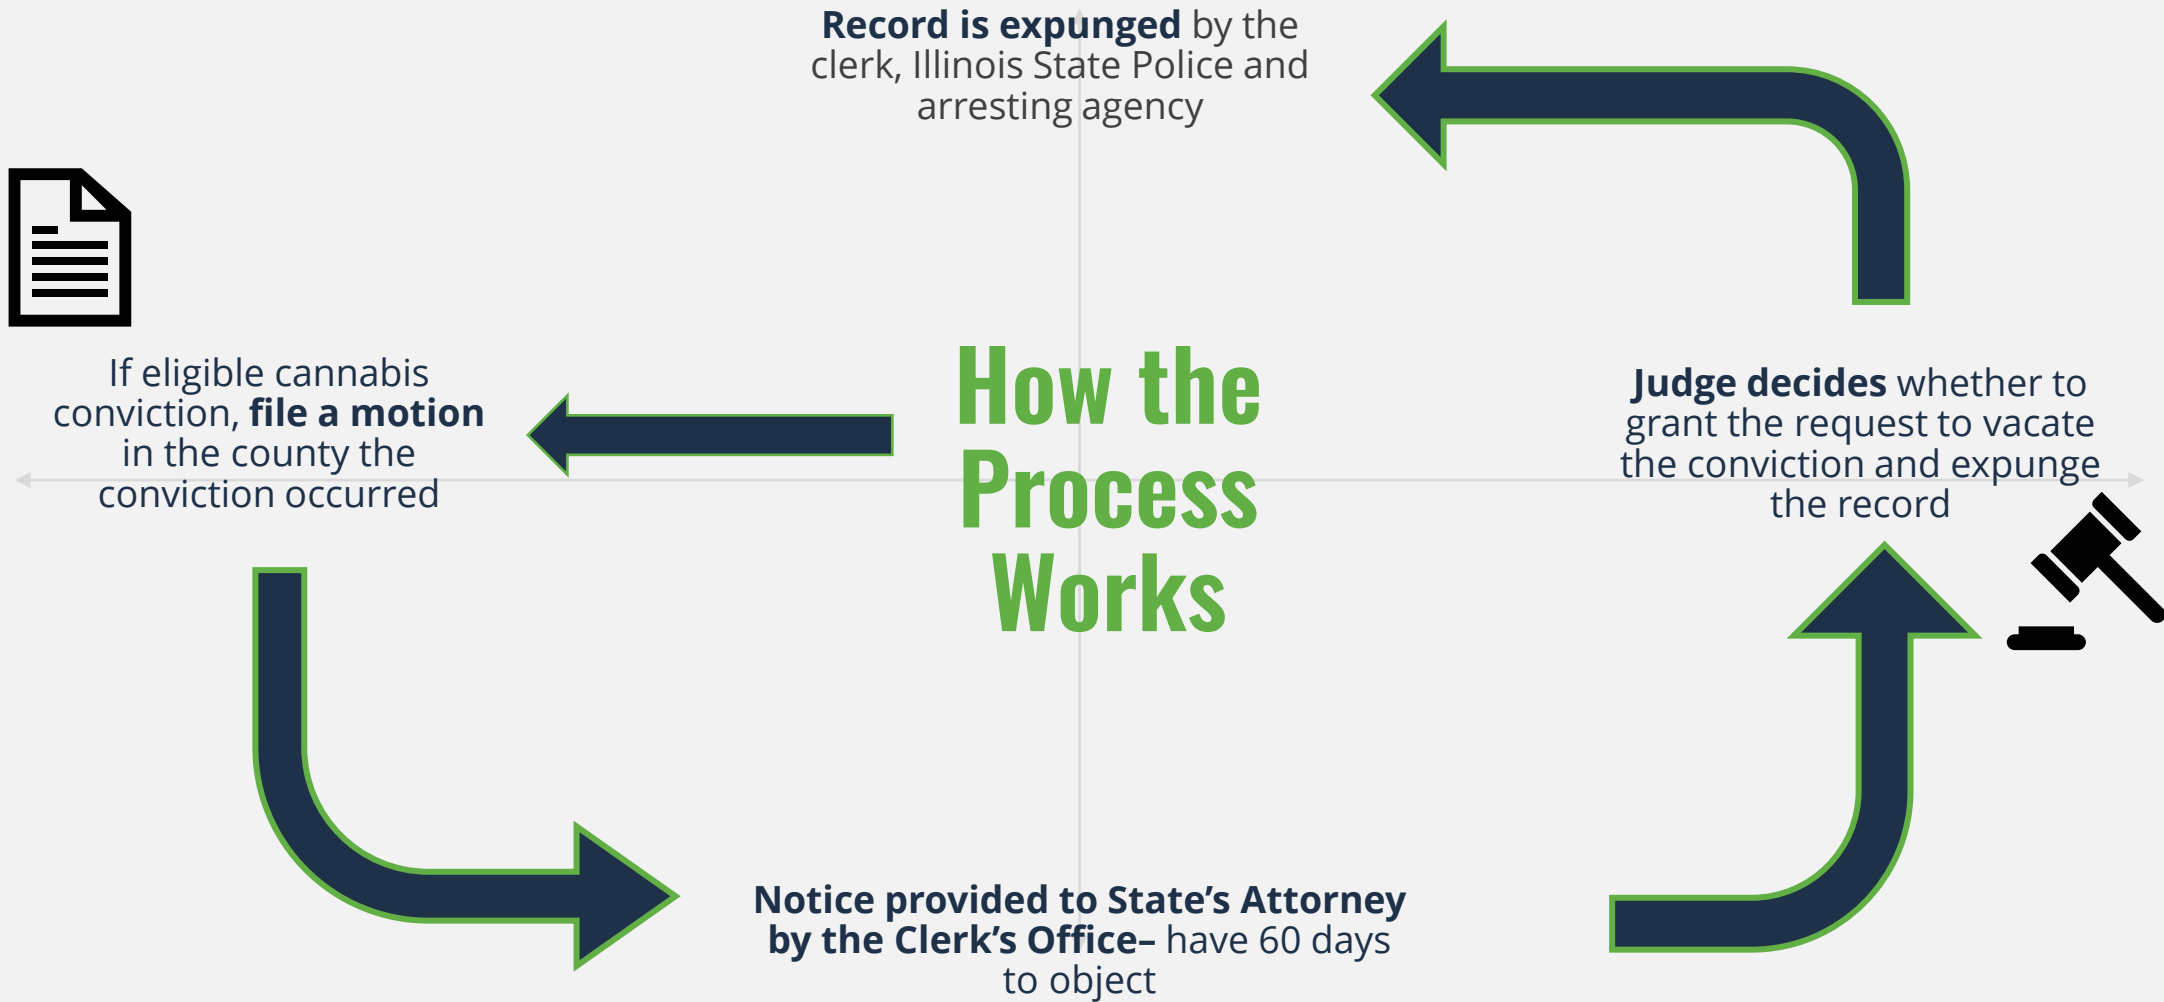 Record is expunged by the
clerk, Illinois State Police and
arresting agency
If eligible cannabis
conviction, file a motion
in the county the
conviction occurred
How the
Process
Works
Judge decides whether to
grant the request to vacate
the conviction and expunge
the record
Notice provided to State’s Attorney
by the Clerk’s Office– have 60 days
to object